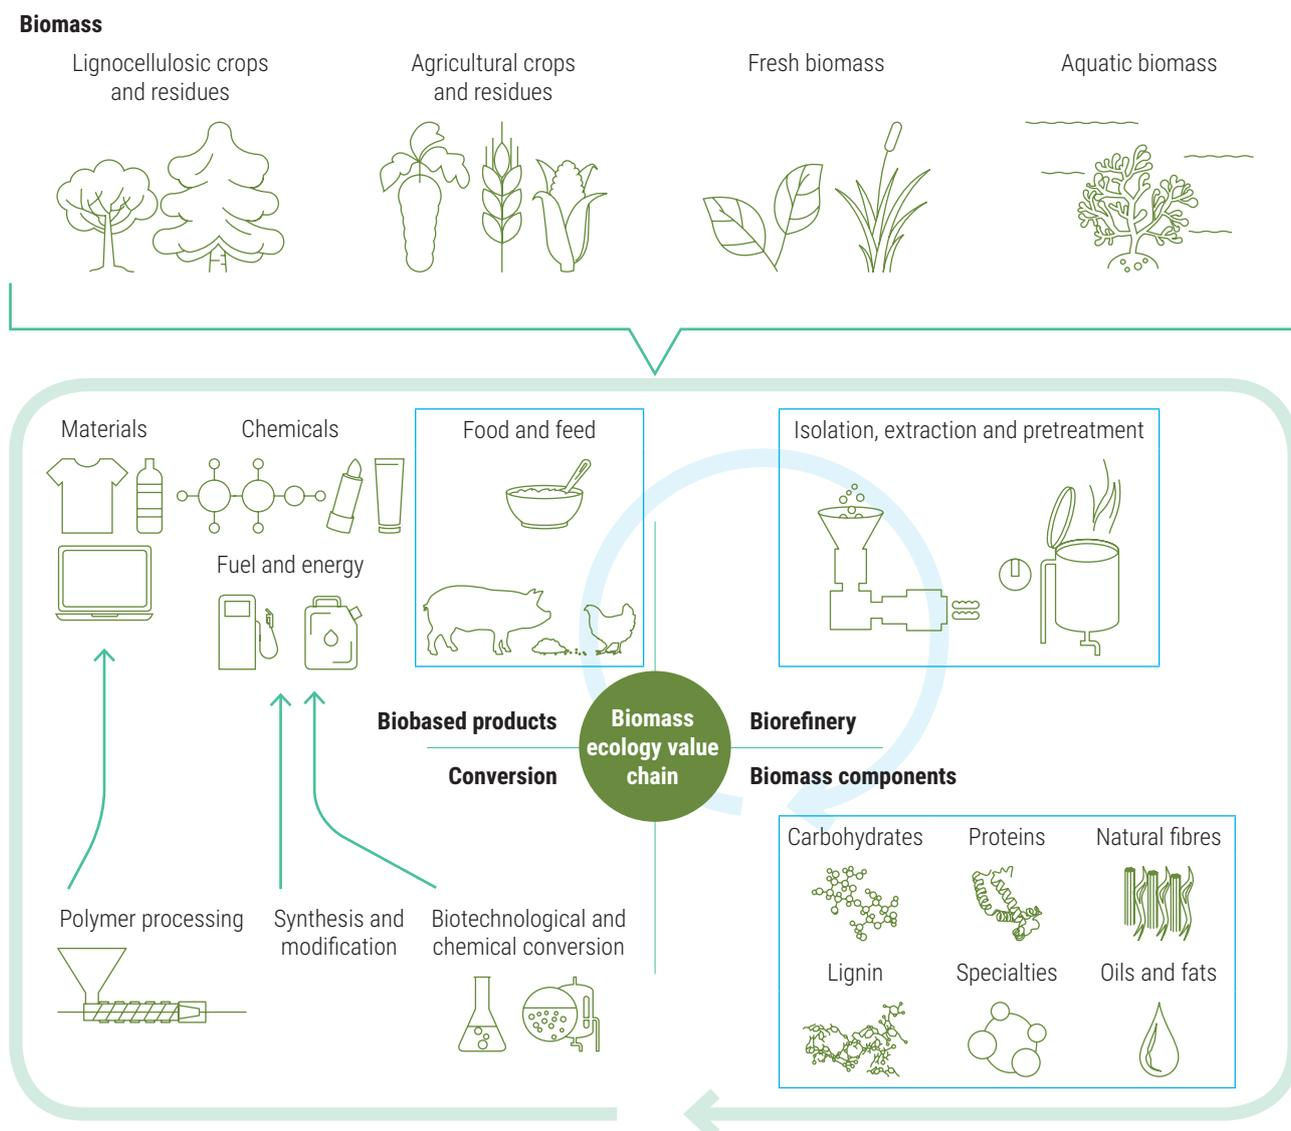 Biomass
Lignocellulosic crops
and residues
Agricultural crops
and residues
Fresh biomass
Aquatic biomass
Materials
Chemicals
Food and feed
Isolation, extraction and pretreatment
Fuel and energy
Biobased products
Biomass
ecology value
chain
Biorefinery
Conversion
Biomass components
Carbohydrates
Proteins
Natural fibres
Polymer processing
Synthesis and
modification
Biotechnological and
chemical conversion
Lignin
Specialties
Oils and fats